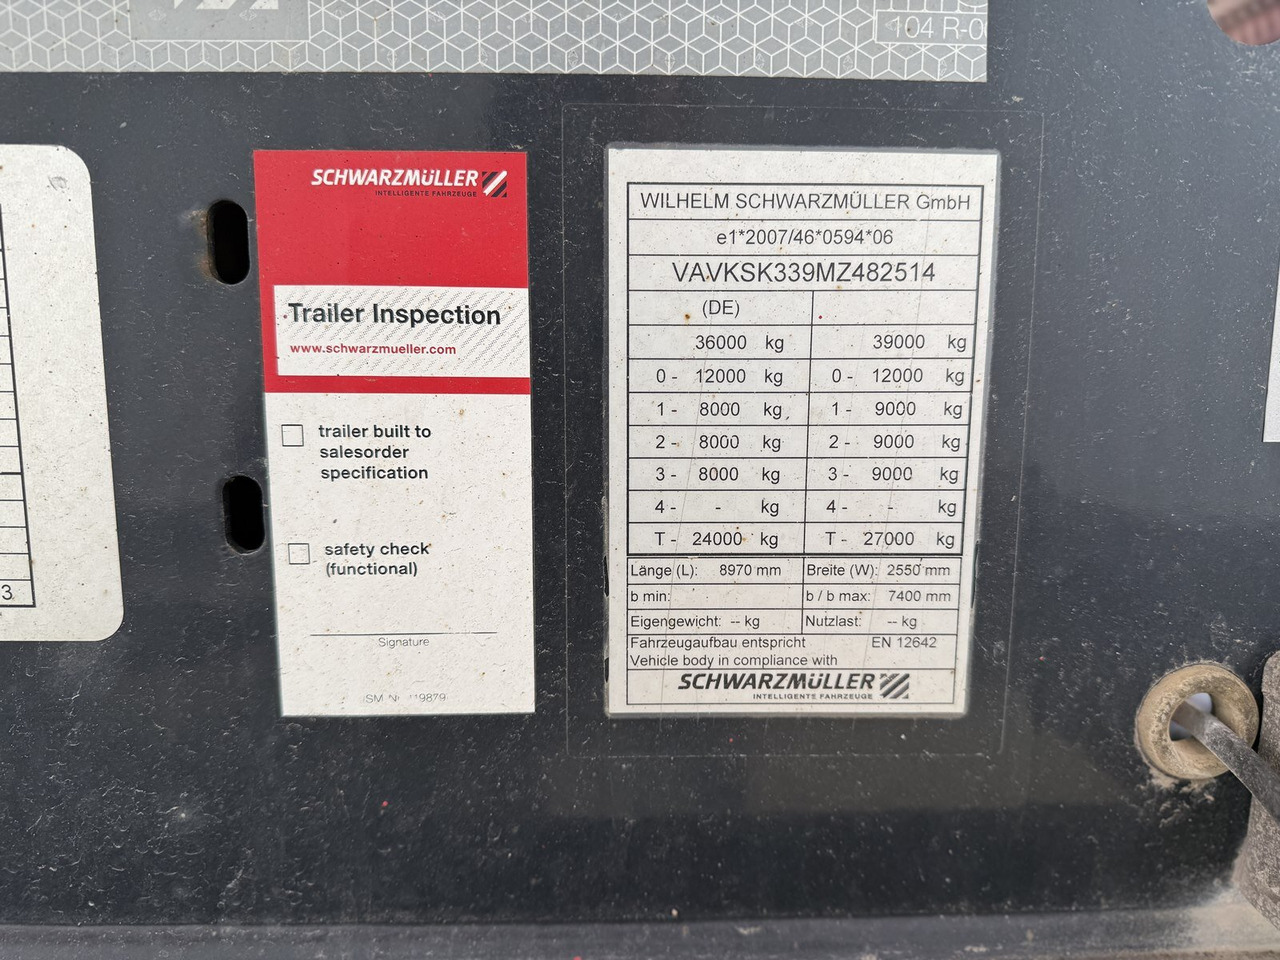 104 R-0
3
SCHWARZMÜLLER
INTELLIGENTE FAHRZEUGE
Trailer Inspection
www.schwarzmueller.com
trailer built to
salesorder
specification
safety check
(functional)
Signature
WILHELM SCHWARZMÜLLER GmbH
e1*2007/46*0594*06
VAVKSK339MZ482514
(DE)
36000 kg 39000 kg
0 - 12000 kg 0 - 12000 kg
1 - 8000 kg 1 - 9000 kg
2 - 8000 kg 2 - 9000 kg
3 - 8000 kg 3 - 9000 kg
4 - - kg 4 - - kg
T - 24000 kg T - 27000 kg
Länge (L): 8970 mm Breite (W): 2550 mm
b min: b / b max: 7400 mm
Eigengewicht: -- kg Nutzlast: -- kg
Fahrzeugaufbau entspricht EN 12642
Vehicle body in compliance with
SCHWARZMÜLLER
INTELLIGENTE FAHRZEUGE